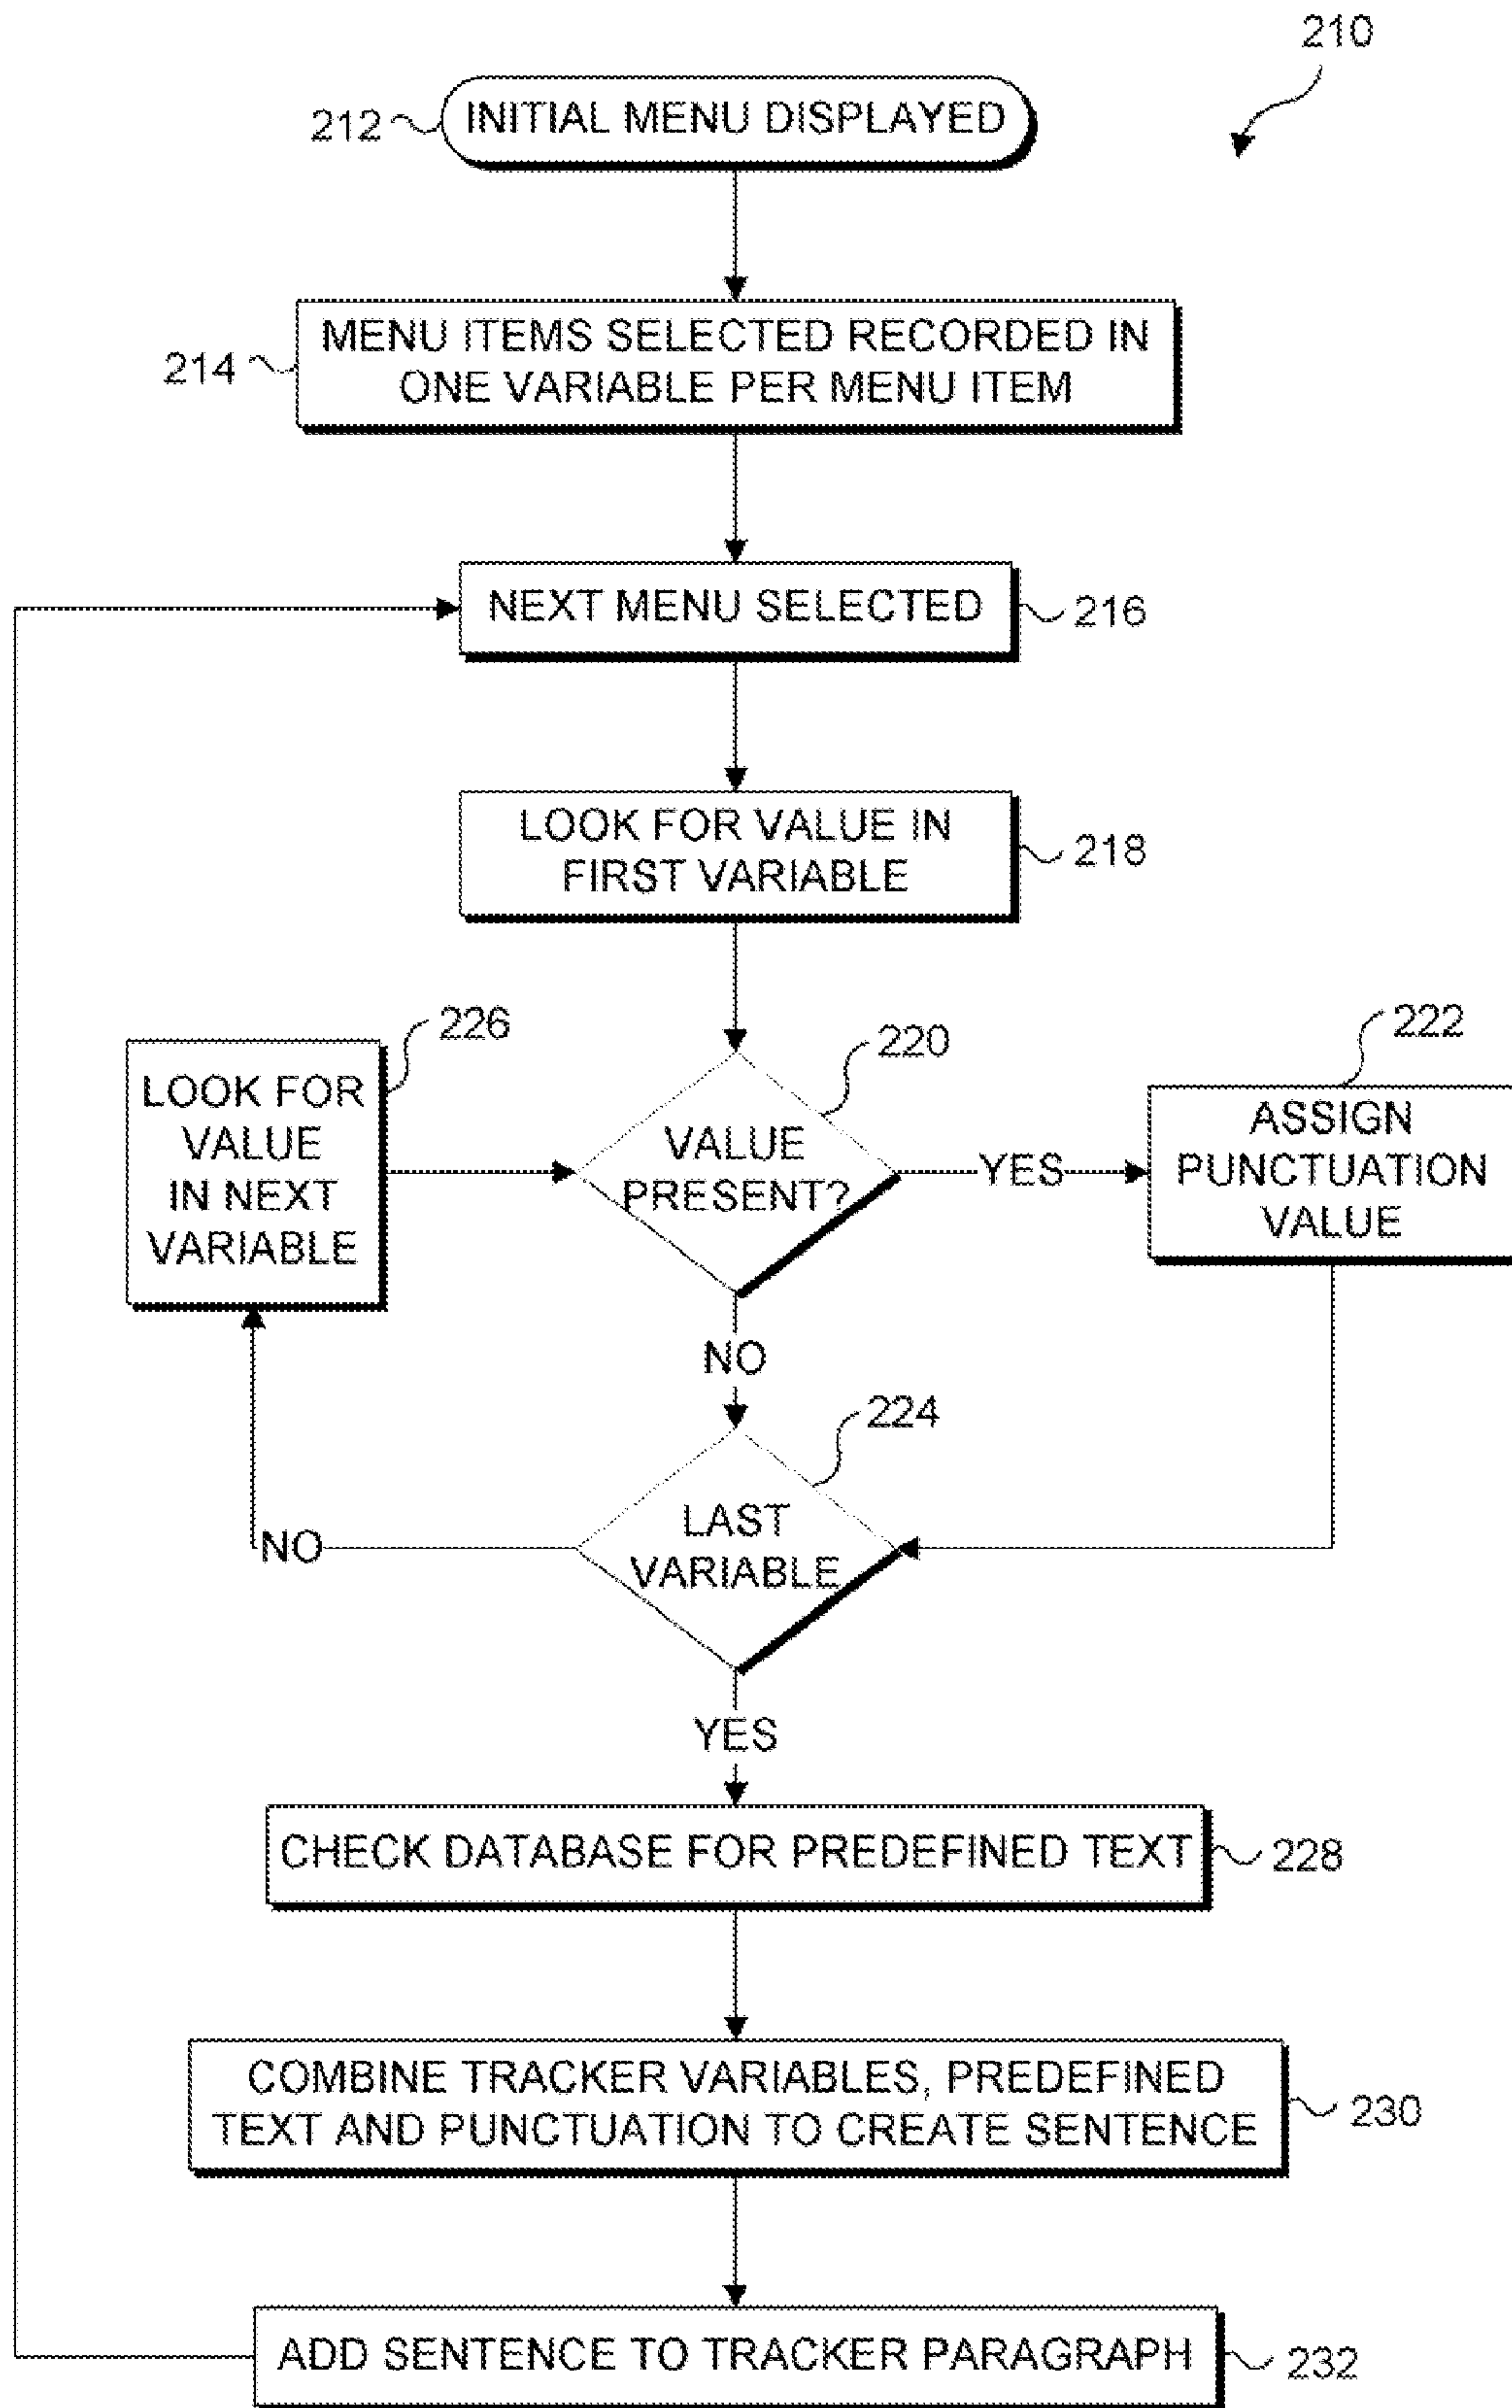 210
212
INITIAL MENU DISPLAYED
214
MENU ITEMS SELECTED RECORDED IN
ONE VARIABLE PER MENU ITEM
NEXT MENU SELECTED
216
LOOK FOR VALUE IN
FIRST VARIABLE
218
226
LOOK FOR
VALUE
IN NEXT
VARIABLE
220
VALUE
PRESENT?
YES
222
ASSIGN
PUNCTUATION
VALUE
NO
224
LAST
VARIABLE
NO
YES
CHECK DATABASE FOR PREDEFINED TEXT
228
COMBINE TRACKER VARIABLES, PREDEFINED
TEXT AND PUNCTUATION TO CREATE SENTENCE
230
ADD SENTENCE TO TRACKER PARAGRAPH
232